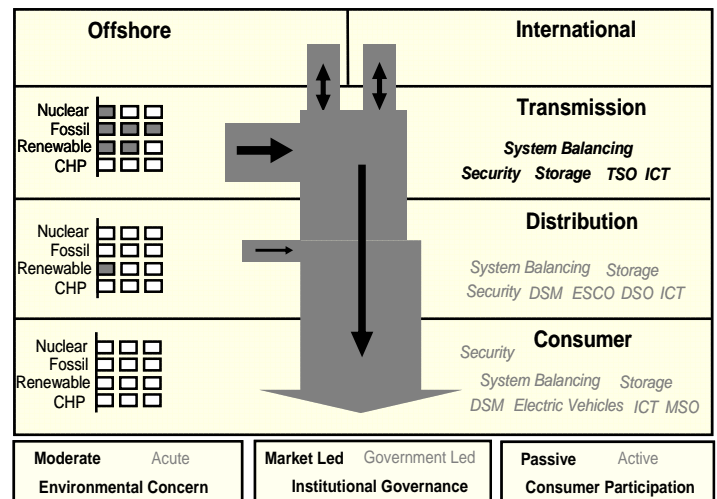 Offshore
International
Nuclear
Fossil
Renewable
CHP
Transmission
System Balancing
Security Storage TSO ICT
Nuclear
Fossil
Renewable
CHP
Distribution
System Balancing Storage
Security DSM ESCO DSO ICT
Nuclear
Fossil
Renewable
CHP
Consumer
Security
System Balancing Storage
DSM Electric Vehicles ICT MSO
Moderate Acute
Environmental Concern
Market Led Government Led
Institutional Governance
Passive Active
Consumer Participation